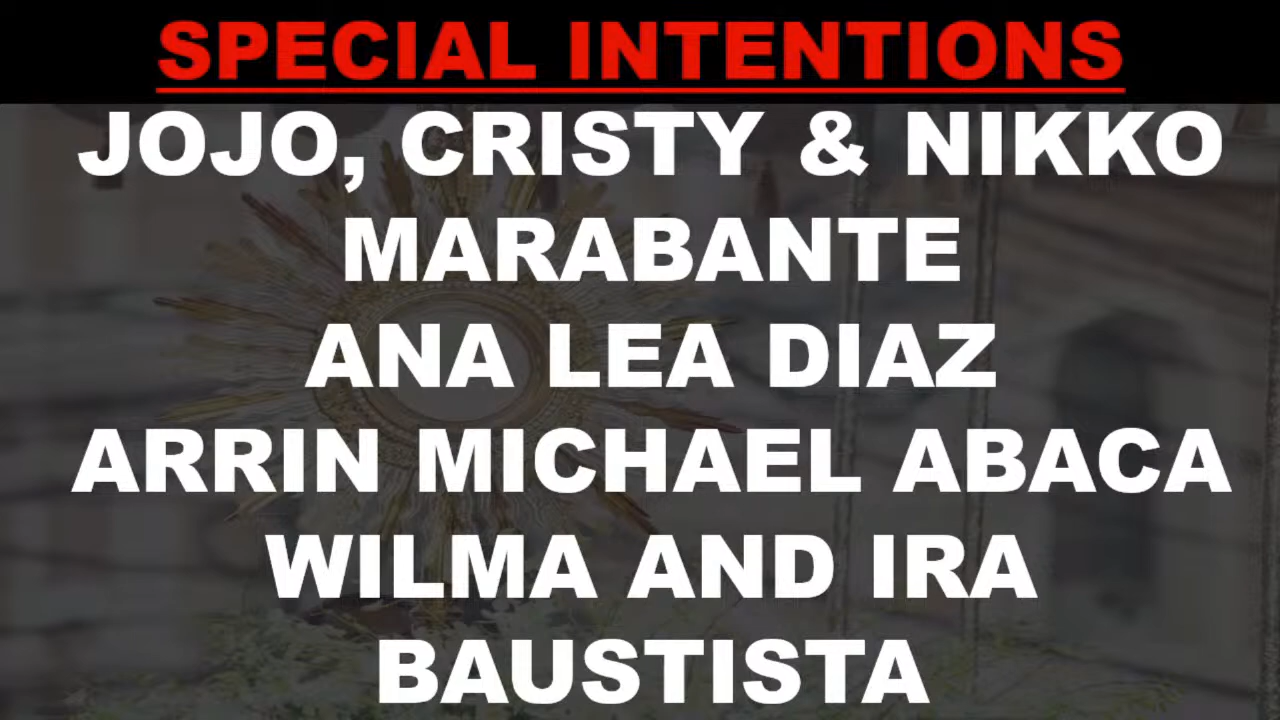 SPECIAL INTENTIONS
JOJO, CRISTY & NIKKO
MARABANTE
ANA LEA DIAZ
ARRIN MICHAEL ABACA
WILMA AND IRA
BAUSTISTA